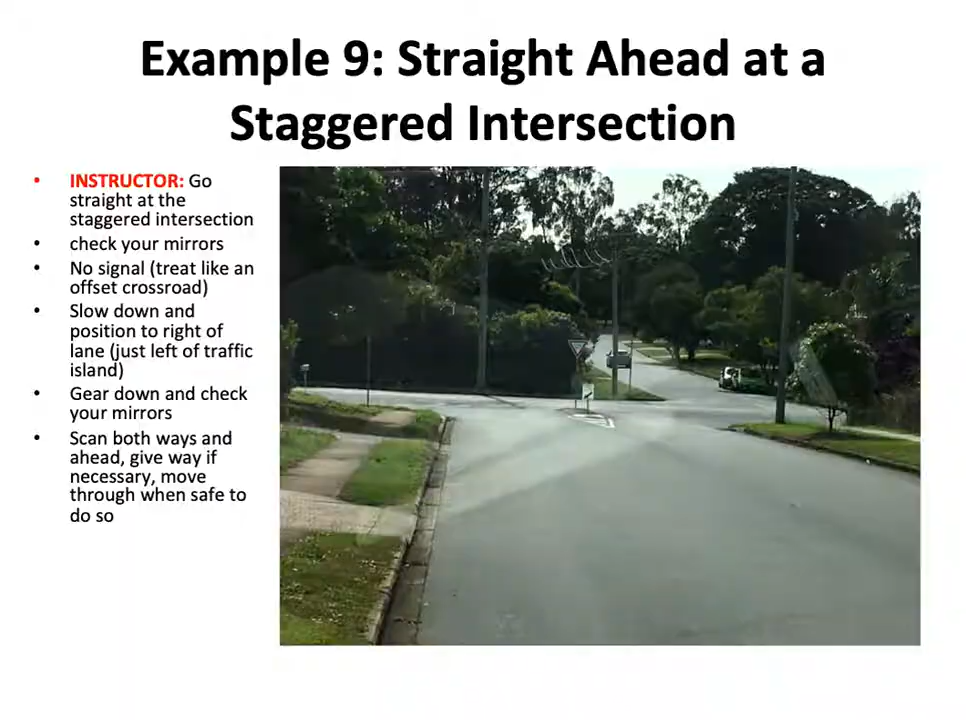 Example 9: Straight Ahead at a
Staggered Intersection
• INSTRUCTOR: Go
straight at the
staggered intersection
• check your mirrors
• No signal (treat like an
offset crossroad)
• Slow down and
position to right of
lane (just left of traffic
island)
• Gear down and check
your mirrors
• Scan both ways and
ahead, give way if
necessary, move
through when safe to
do so